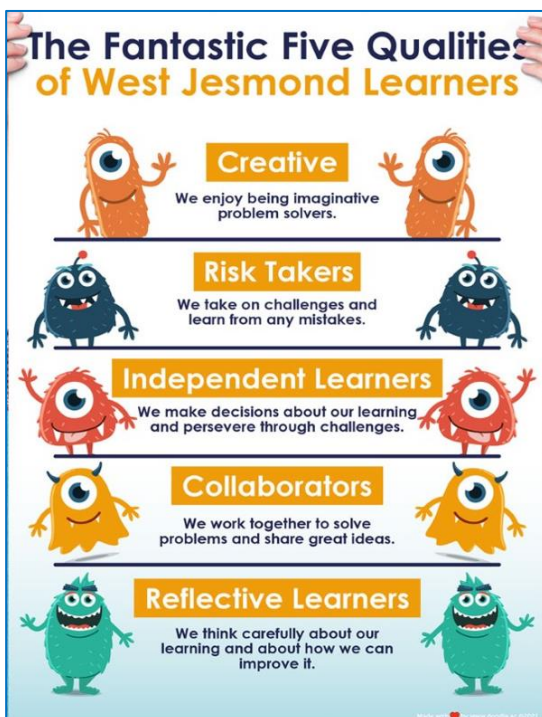 The Fantastic Five Qualities
of West Jesmond Learners
Creative
We enjoy being imaginative
problem solvers.
Risk Takers
We take on challenges and
learn from any mistakes.
Independent Learners
We make decisions about our learning
and persevere through challenges.
Collaborators
We work together to solve
problems and share great ideas.
Reflective Learners
We think carefully about our
learning and about how we can
improve it.